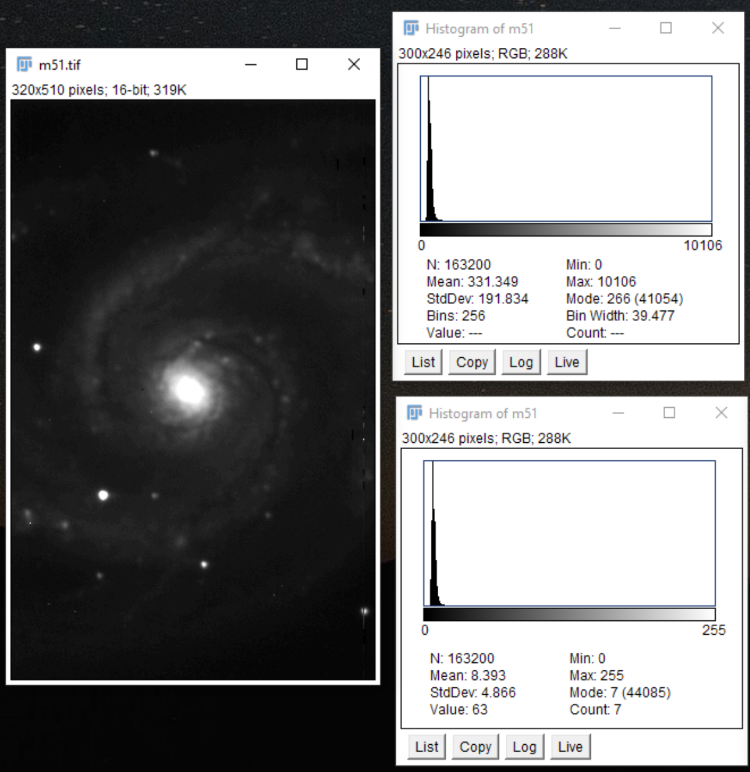 m51.tif
320x510 pixels; 16-bit; 319K
Histogram of m51
300x246 pixels; RGB; 288K
0 10106
N: 163200 Min: 0
Mean: 331.349 Max: 10106
StdDev: 191.834 Mode: 266 (41054)
Bins: 256 Bin Width: 39.477
Value: --- Count: ---
List Copy Log Live
Histogram of m51
300x246 pixels; RGB; 288K
0 255
N: 163200 Min: 0
Mean: 8.393 Max: 255
StdDev: 4.866 Mode: 7 (44085)
Value: 63 Count: 7
List Copy Log Live